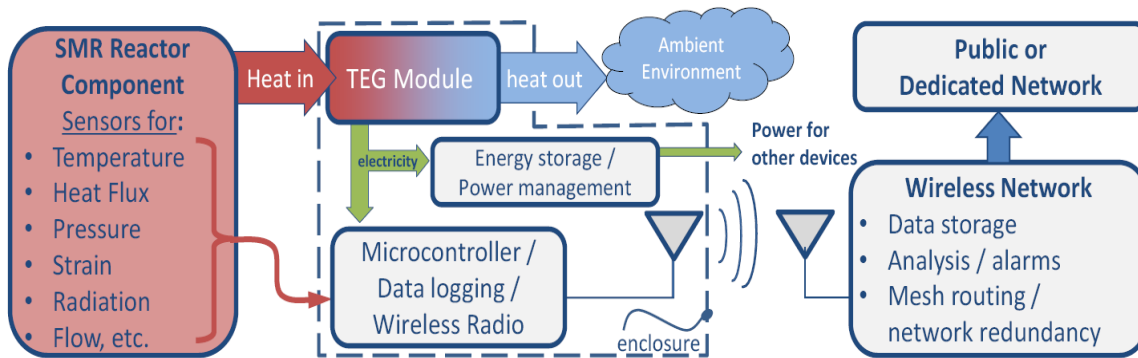 SMR Reactor
Component
Sensors for:
• Temperature
• Heat Flux
• Pressure
• Strain
• Radiation
• Flow, etc.
Heat in
TEG Module
heat out
Ambient
Environment
electricity
Energy storage /
Power management
Power for
other devices
Microcontroller /
Data logging /
Wireless Radio
enclosure
Public or
Dedicated Network
Wireless Network
• Data storage
• Analysis / alarms
• Mesh routing /
network redundancy